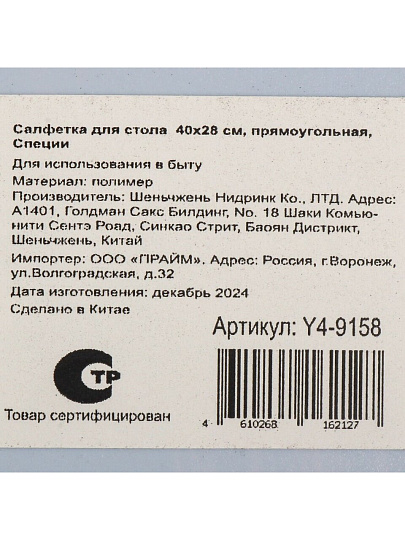 Салфетка для стола 40x28 см, прямоугольная,
Специи
Для использования в быту
Материал: полимер
Производитель: Шеньчжень Нидринк Ко., ЛТД. Адрес:
А1401, Голдман Сакс Билдинг, No. 18 Шаки Комью-
нити Сентэ Роад, Синкао Стрит, Баоян Дистрикт,
Шеньчжень, Китай
Импортер: ООО «ПРАЙМ». Адрес: Россия, г.Воронеж,
ул.Волгоградская, д.32
Дата изготовления: декабрь 2024
Сделано в Китае
Артикул: Y4-9158
СТР
Товар сертифицирован
4 610268 162127